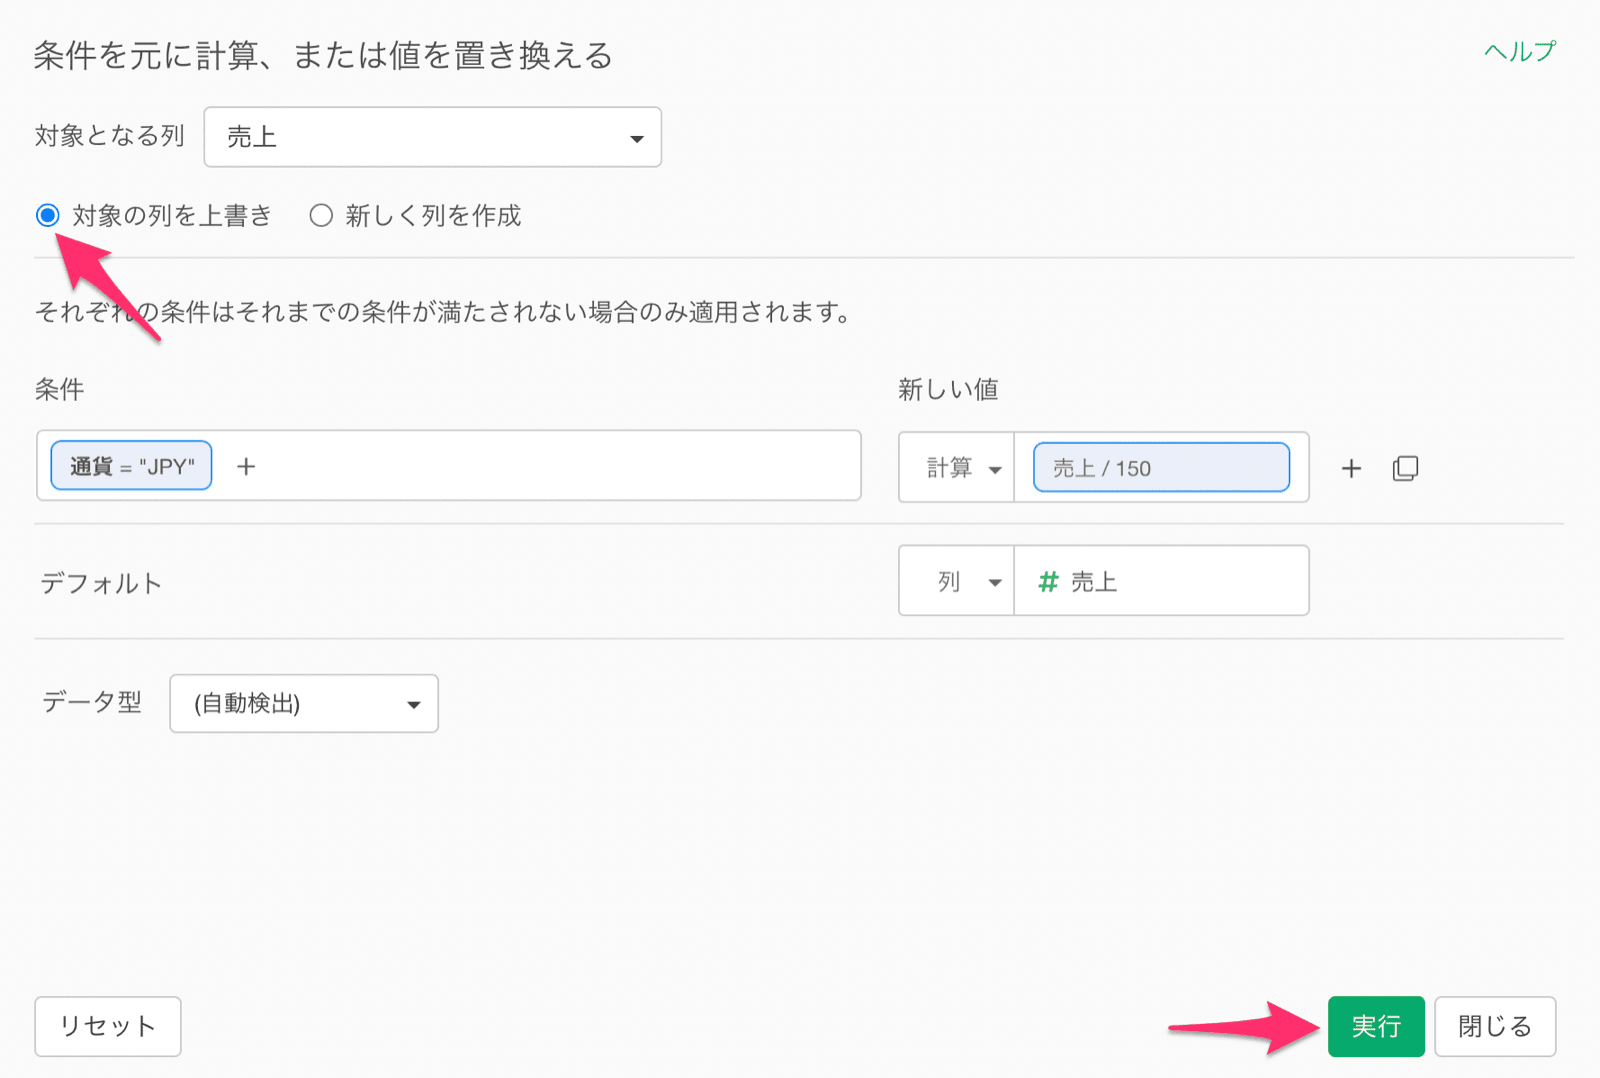 条件を元に計算、または値を置き換える
ヘルプ
対象となる列 売上
対象の列を上書き 新しく列を作成
それぞれの条件はそれまでの条件が満たされない場合のみ適用されます。
条件 新しい値
通貨 = "JPY" + 計算 売上 / 150 +
デフォルト 列 # 売上
データ型 (自動検出)
リセット 実行 閉じる